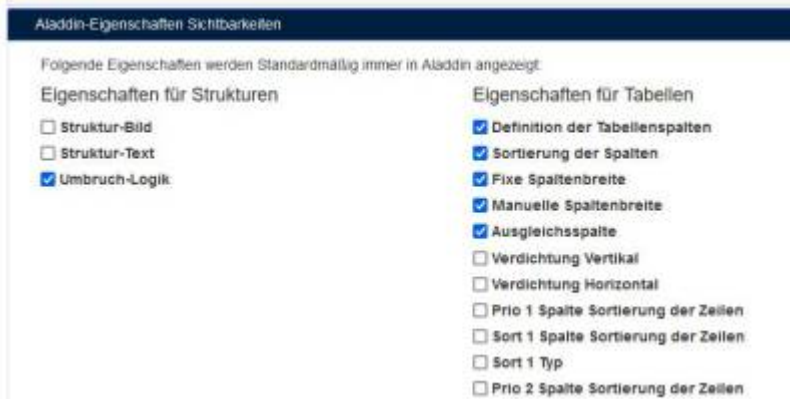 Aladdin-Eigenschaften Sichtbarkeiten
Folgende Eigenschaften werden Standardmäßig immer in Aladdin angezeigt
Eigenschaften für Strukturen
Struktur-Bild
Struktur-Text
Umbruch-Logik
Eigenschaften für Tabellen
Definition der Tabellenspalten
Sortierung der Spalten
Fixe Spaltenbreite
Manuelle Spaltenbreite
Ausgleichsspalte
Verdichtung Vertikal
Verdichtung Horizontal
Prio 1 Spalte Sortierung der Zeilen
Sort 1 Spalte Sortierung der Zeilen
Sort 1 Typ
Prio 2 Spalte Sortierung der Zeilen